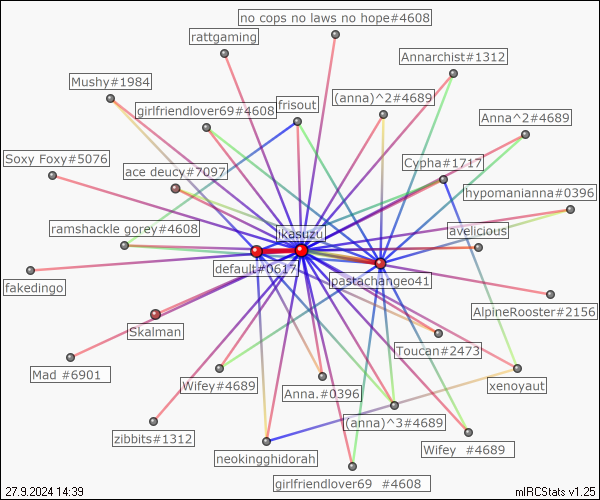 no cops no laws no hope#4608
rattgaming
Annarchist#1312
Mushy#1984
girlfriendlover69#4608
frisout
(anna)^2#4689
Anna^2#4689
Soxy Foxy#5076
ace deucy#7097
Cypha#1717
hypomanianna#0396
ramshackle gorey#4608
ikasuzu
avelicious
default#0617
pastachangeo41
fakedingo
AlpineRooster#2156
Skalman
Toucan#2473
Mad #6901
Wifey#4689
Anna.#0396
xenoyaut
(anna)^3#4689
zibbits#1312
neokingghidorah
Wifey #4689
girlfriendlover69 #4608
27.9.2024 14:39
mIRCStats v1.25